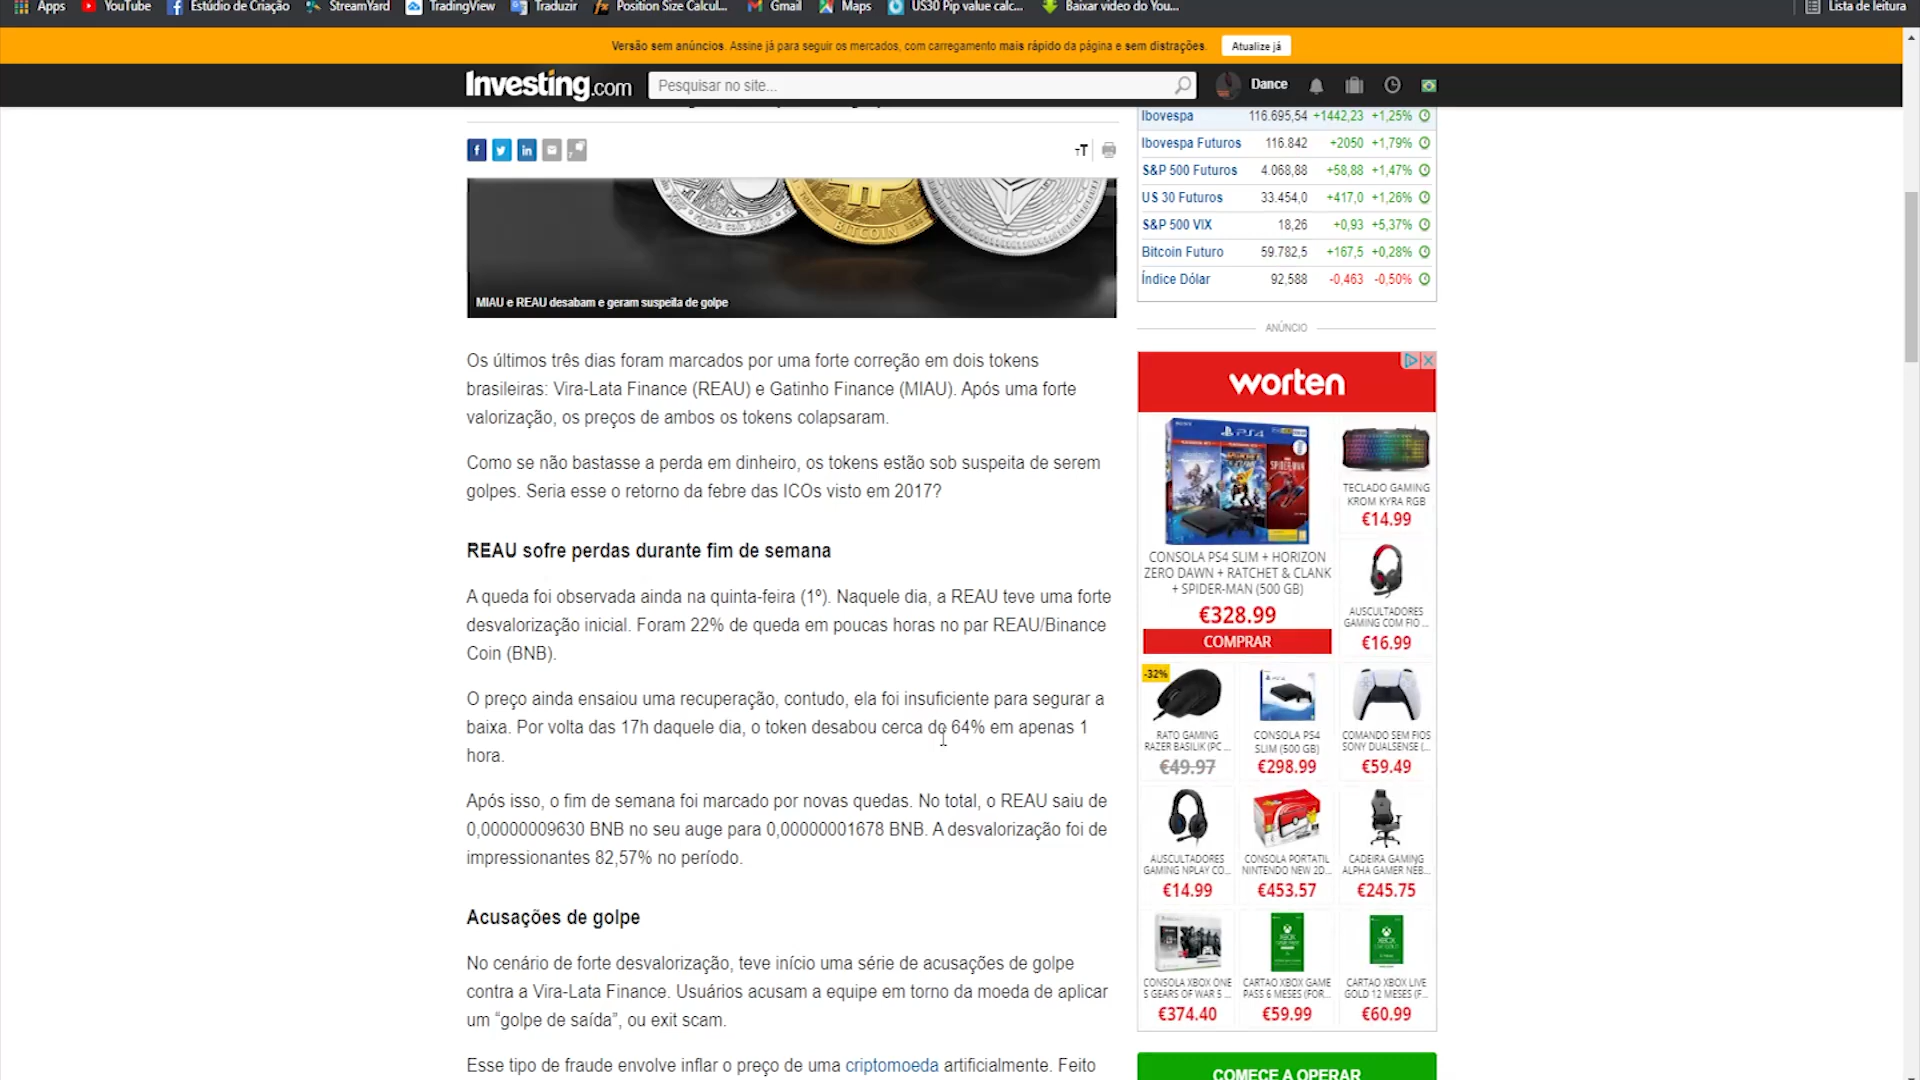 Apps YouTube Estúdio de Criação StreamYard TradingView Traduzir Position Size Calcul... Gmail Maps US30 Pip value calc... Baixar video do You... Lista de leitura
Versão sem anúncios. Assine já para seguir os mercados, com carregamento mais rápido da página e sem distrações. Atualize já
Investing.com Pesquisar no site... Dance
MIAU e REAU desabam e geram suspeita de golpe
Os últimos três dias foram marcados por uma forte correção em dois tokens
brasileiras: Vira-Lata Finance (REAU) e Gatinho Finance (MIAU). Após uma forte
valorização, os preços de ambos os tokens colapsaram.
Como se não bastasse a perda em dinheiro, os tokens estão sob suspeita de serem
golpes. Seria esse o retorno da febre das ICOs visto em 2017?
REAU sofre perdas durante fim de semana
A queda foi observada ainda na quinta-feira (1º). Naquele dia, a REAU teve uma forte
desvalorização inicial. Foram 22% de queda em poucas horas no par REAU/Binance
Coin (BNB).
O preço ainda ensaiou uma recuperação, contudo, ela foi insuficiente para segurar a
baixa. Por volta das 17h daquele dia, o token desabou cerca de 64% em apenas 1
hora.
Após isso, o fim de semana foi marcado por novas quedas. No total, o REAU saiu de
0,00000009630 BNB no seu auge para 0,00000001678 BNB. A desvalorização foi de
impressionantes 82,57% no período.
Acusações de golpe
No cenário de forte desvalorização, teve início uma série de acusações de golpe
contra a Vira-Lata Finance. Usuários acusam a equipe em torno da moeda de aplicar
um “golpe de saída”, ou exit scam.
Esse tipo de fraude envolve inflar o preço de uma criptomoeda artificialmente. Feito
Ibovespa 116.695,54 +1442,23 +1,25%
Ibovespa Futuros 116.842 +2050 +1,79%
S&P 500 Futuros 4.068,88 +58,88 +1,47%
US 30 Futuros 33.454,0 +417,0 +1,26%
S&P 500 VIX 18,26 +0,93 +5,37%
Bitcoin Futuro 59.782,5 +167,5 +0,28%
Índice Dólar 92,588 -0,463 -0,50%
ANÚNCIO
worten
CONSOLA PS4 SLIM + HORIZON
ZERO DAWN + RATCHET & CLANK
+ SPIDER-MAN (500 GB)
€328.99
COMPRAR
TECLADO GAMING
KROM KYRA RGB
€14.99
AUSCULTADORES
GAMING COM FIO ...
€16.99
-32%
RATO GAMING
RAZER BASILIK (PC ...
€49.97
CONSOLA PS4
SLIM (500 GB)
€298.99
COMANDO SEM FIOS
SONY DUALSENSE (...
€59.49
AUSCULTADORES
GAMING NPLAY CO...
€14.99
CONSOLA PORTATIL
NINTENDO NEW 2D...
€453.57
CADEIRA GAMING
ALPHA GAMER NEB...
€245.75
CONSOLA XBOX ONE
S GEARS OF WAR 5 ...
€374.40
CARTAO XBOX GAME
PASS 6 MESES (FOR...
€59.99
CARTAO XBOX LIVE
GOLD 12 MESES (F...
€60.99
COMECE A OPERAR